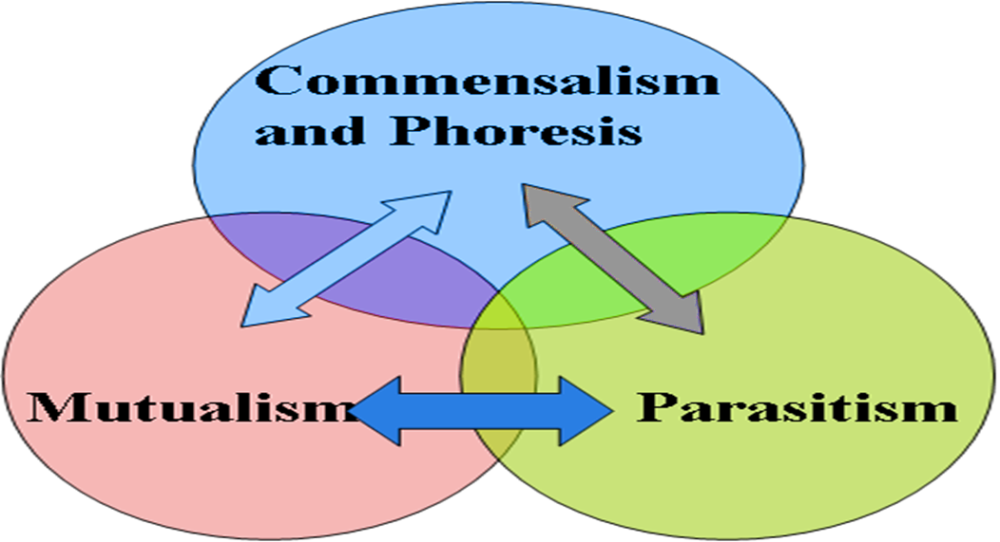 Commensalism
and Phoresis
Mutualism
Parasitism